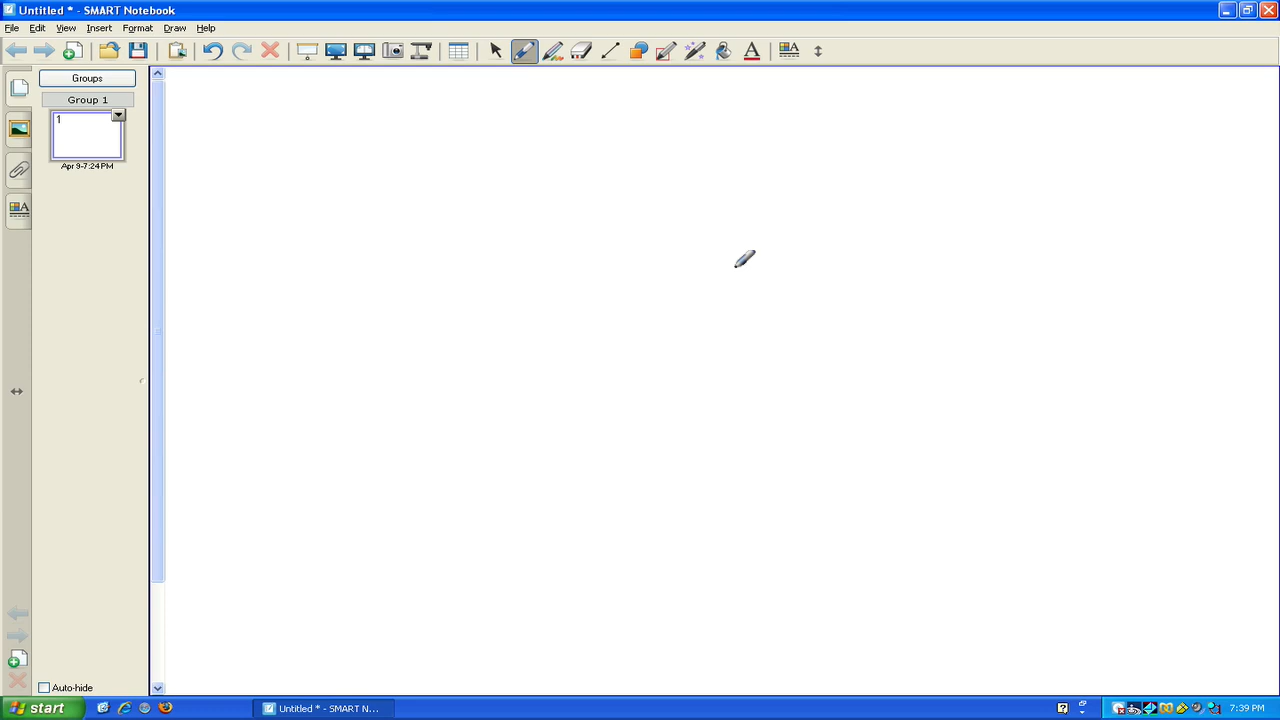 Untitled * - SMART Notebook
File Edit View Insert Format Draw Help
Groups
Group 1
1
Apr 9-7:24 PM
Auto-hide
start
Untitled * - SMART N...
7:39 PM